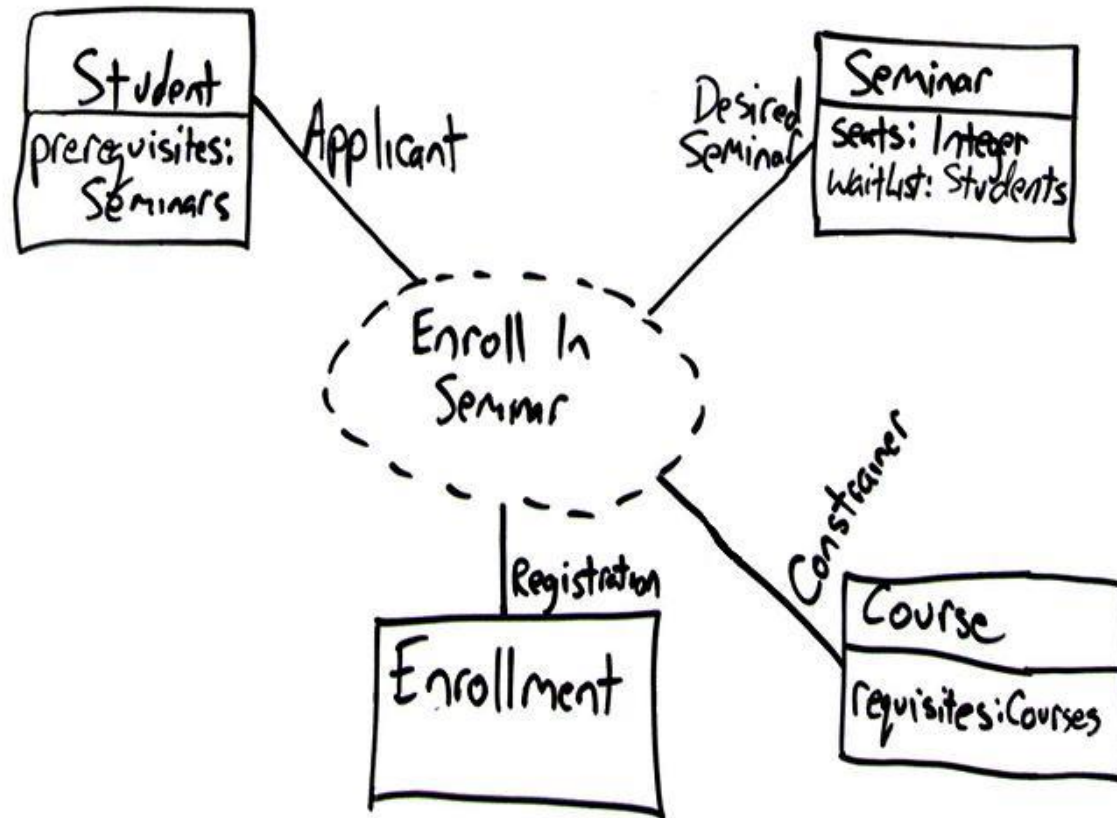 Student
prerequisites:
Seminars
Applicant
Desired
Seminar
Seminar
seats: Integer
waitList: Students
Enroll In
Seminar
Registration
Enrollment
Constrainer
Course
requisites:Courses